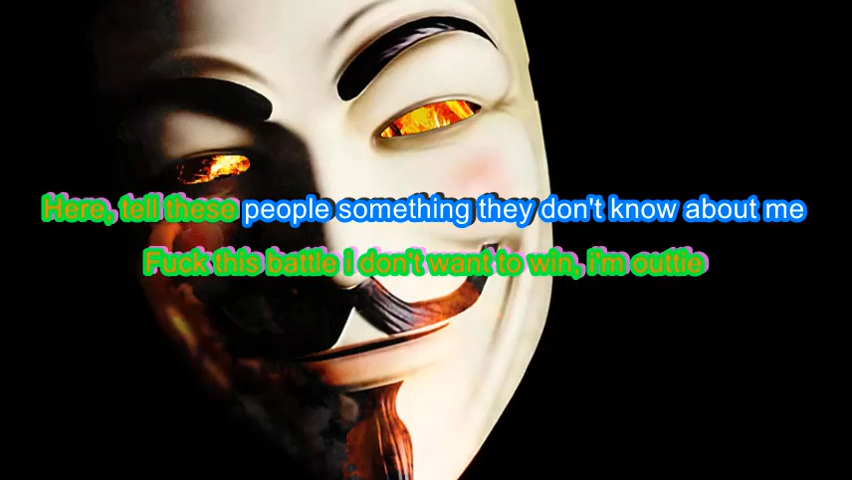 Here, tell these people something they don't know about me
Fuck this battle i don't want to win, i'm outtie